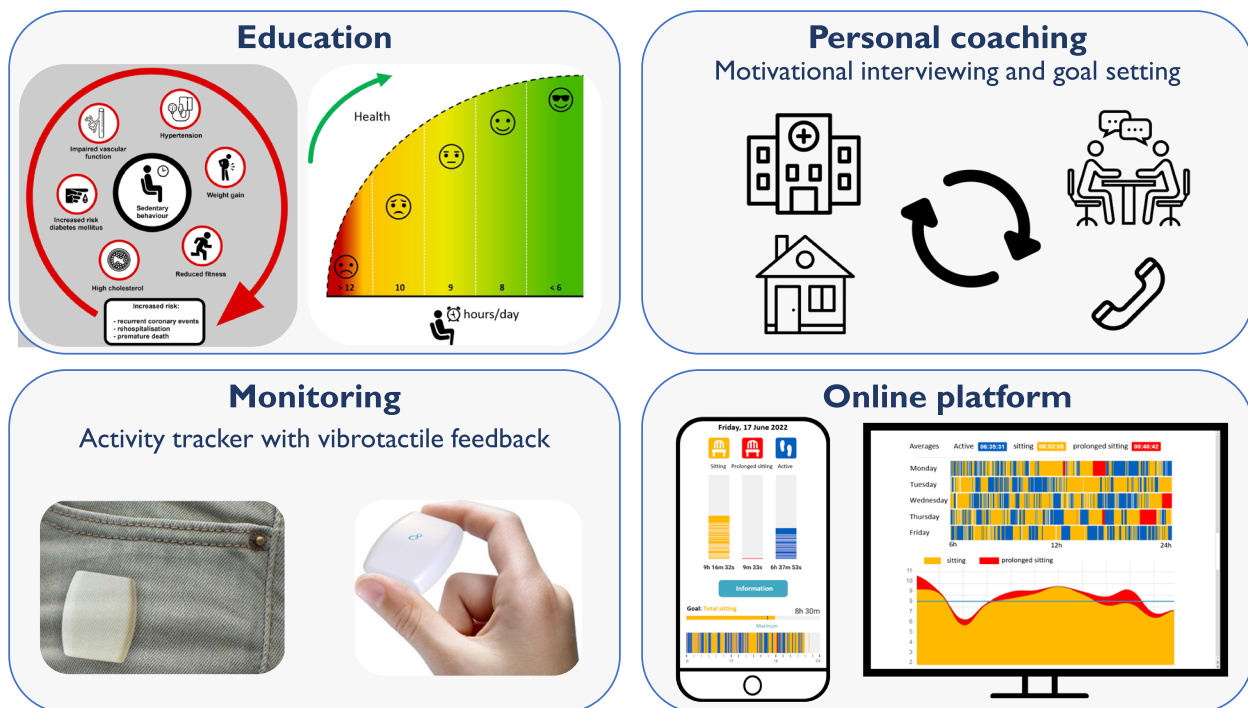 Education
Impaired vascular
function
Hypertension
Weight gain
Sedentary
behaviour
Increased risk
diabetes mellitus
Reduced fitness
High cholesterol
Increased risk:
- recurrent coronary events
- rehospitalisation
- premature death
Health
> 12 10 9 8 < 6
hours/day
Personal coaching
Motivational interviewing and goal setting
Monitoring
Activity tracker with vibrotactile feedback
Online platform
Friday, 17 June 2022
Sitting Prolonged sitting Active
9h 16m 32s 9m 33s 6h 37m 53s
Information
Goal: Total sitting 8h 30m
Maximum
Averages Active 06:35:31 sitting prolonged sitting 00:40:42
Monday
Tuesday
Wednesday
Thursday
Friday
6h 12h 24h
sitting prolonged sitting
11
10
9
8
7
6
5
4
3
2